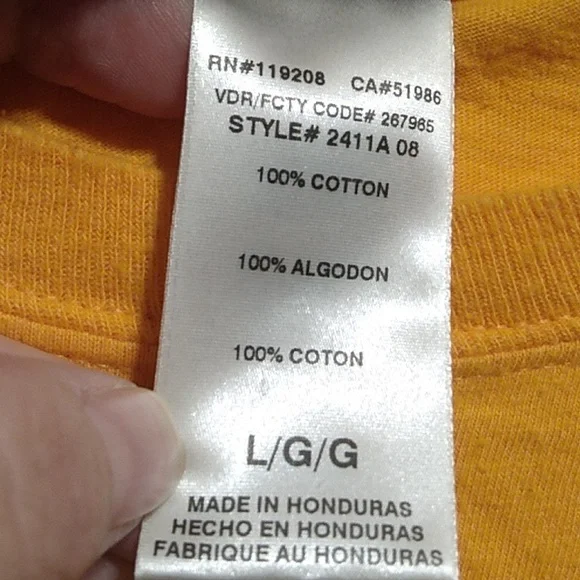 RN#119208 CA#51986
VDR/FCTY CODE# 267965
STYLE# 2411A 08
100% COTTON
100% ALGODON
100% COTON
L/G/G
MADE IN HONDURAS
HECHO EN HONDURAS
FABRIQUE AU HONDURAS